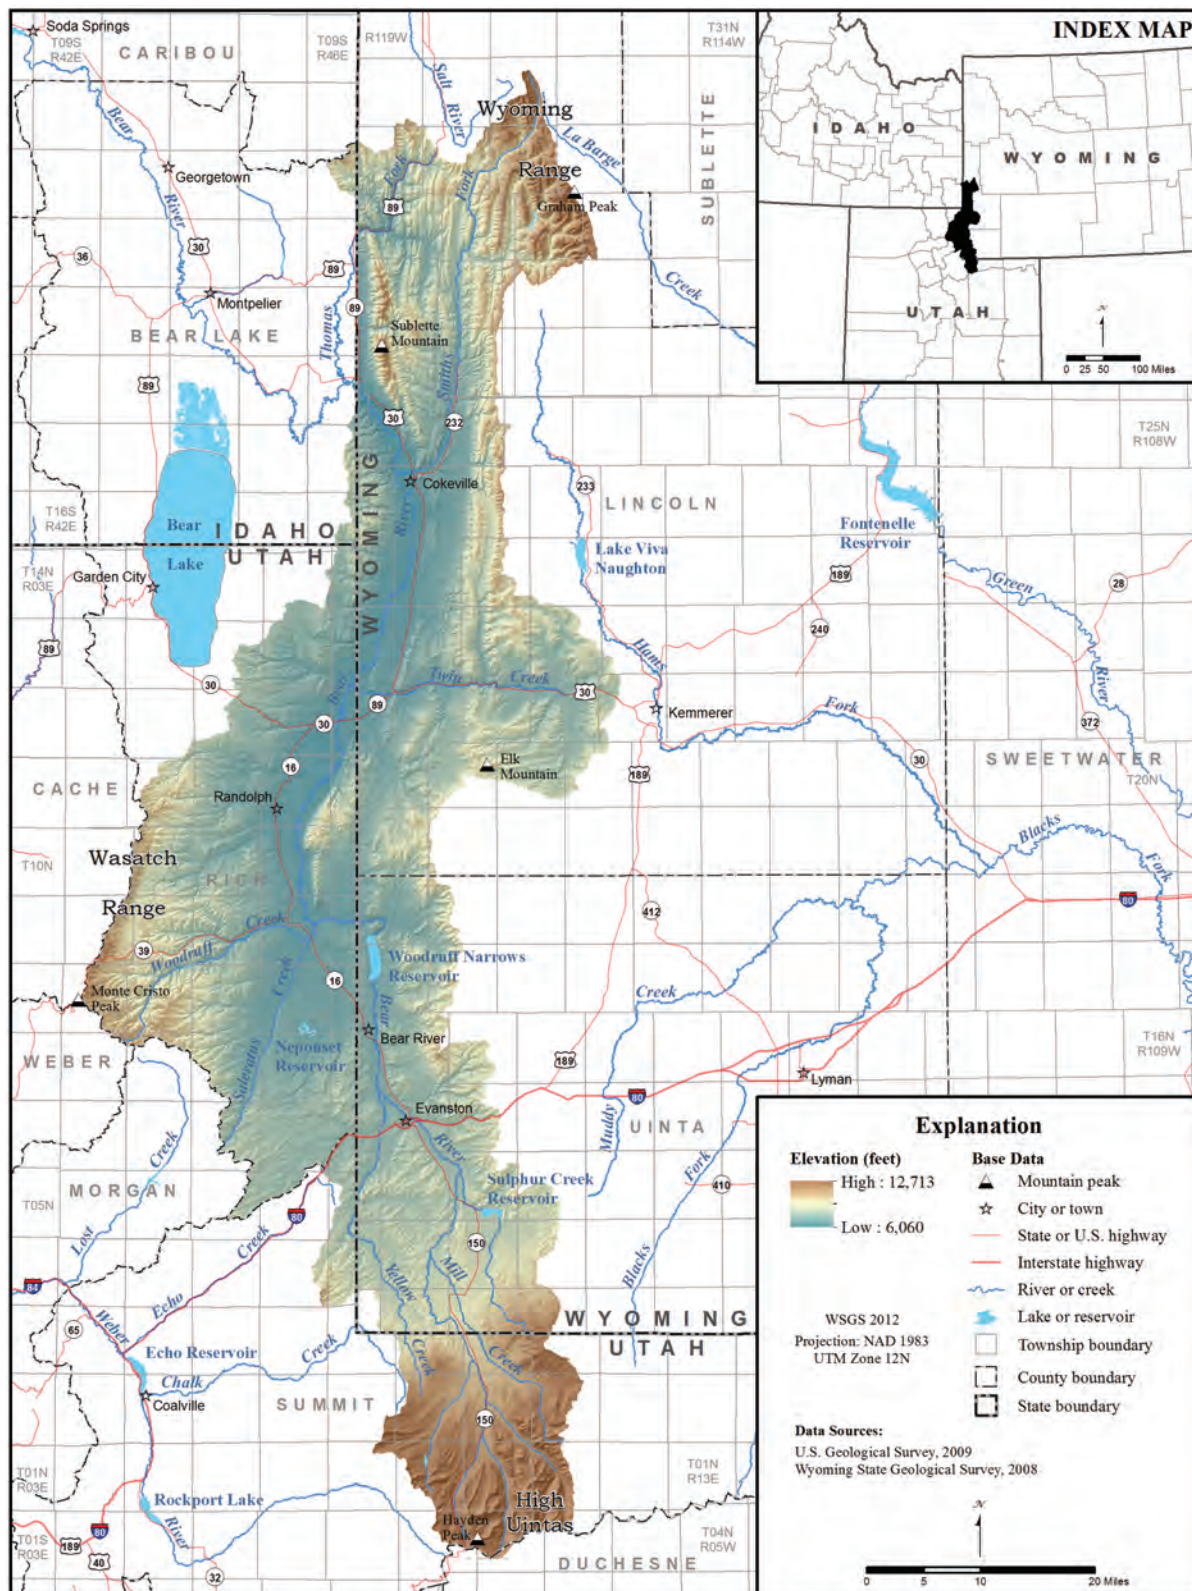 Soda Springs
T09S
R42E
CARIBOU
T09S
R46E
R119W
T31N
R114W
INDEX MAP
IDAHO
WYOMING
UTAH
N
0 25 50 100 Miles
Salt
River
Wyoming
Range
La Barge
Creek
SUBLETTE
Graham Peak
Bear
River
Georgetown
Fork
Fork
89
30
36
89
Montpelier
BEAR LAKE
Thomas
89
Sublette
Mountain
Smiths
89
30
232
Cokeville
River
WYOMING
T25N
R108W
233
LINCOLN
Fontenelle
Reservoir
T16S
R42E
Bear
Lake
IDAHO
UTAH
T14N
R03E
Garden City
Lake Viva
Naughton
189
Green
River
28
240
89
30
Bear
Twin
Creek
Hams
Fork
30
89
30
Kemmerer
372
16
189
30
SWEETWATER
T20N
Elk
Mountain
CACHE
Randolph
Wasatch
Range
RICH
T10N
Blacks
Fork
412
80
39
Woodruff
Creek
Woodruff Narrows
Reservoir
Creek
16
Monte Cristo
Peak
Bear
Bear River
Neponset
Reservoir
Saleratus
Creek
WEBER
T16N
R109W
189
Lyman
Evanston
80
Muddy
UINTA
River
Sulphur Creek
Reservoir
Fork
410
Blacks
Creek
MORGAN
T05N
Lost
80
Creek
Echo
150
Mill
Creek
Yellow
Creek
WYOMING
UTAH
84
Weber
65
Echo Reservoir
Chalk
Creek
Coalville
SUMMIT
150
T01N
R03E
T01N
R13E
Rockport Lake
River
High
Uintas
Hayden
Peak
T01S
R03E
80
189
40
32
T04N
R05W
DUCHESNE
Explanation
Elevation (feet)
High : 12,713
Low : 6,060
Base Data
Mountain peak
City or town
State or U.S. highway
Interstate highway
River or creek
Lake or reservoir
Township boundary
County boundary
State boundary
WSGS 2012
Projection: NAD 1983
UTM Zone 12N
Data Sources:
U.S. Geological Survey, 2009
Wyoming State Geological Survey, 2008
N
0 5 10 20 Miles